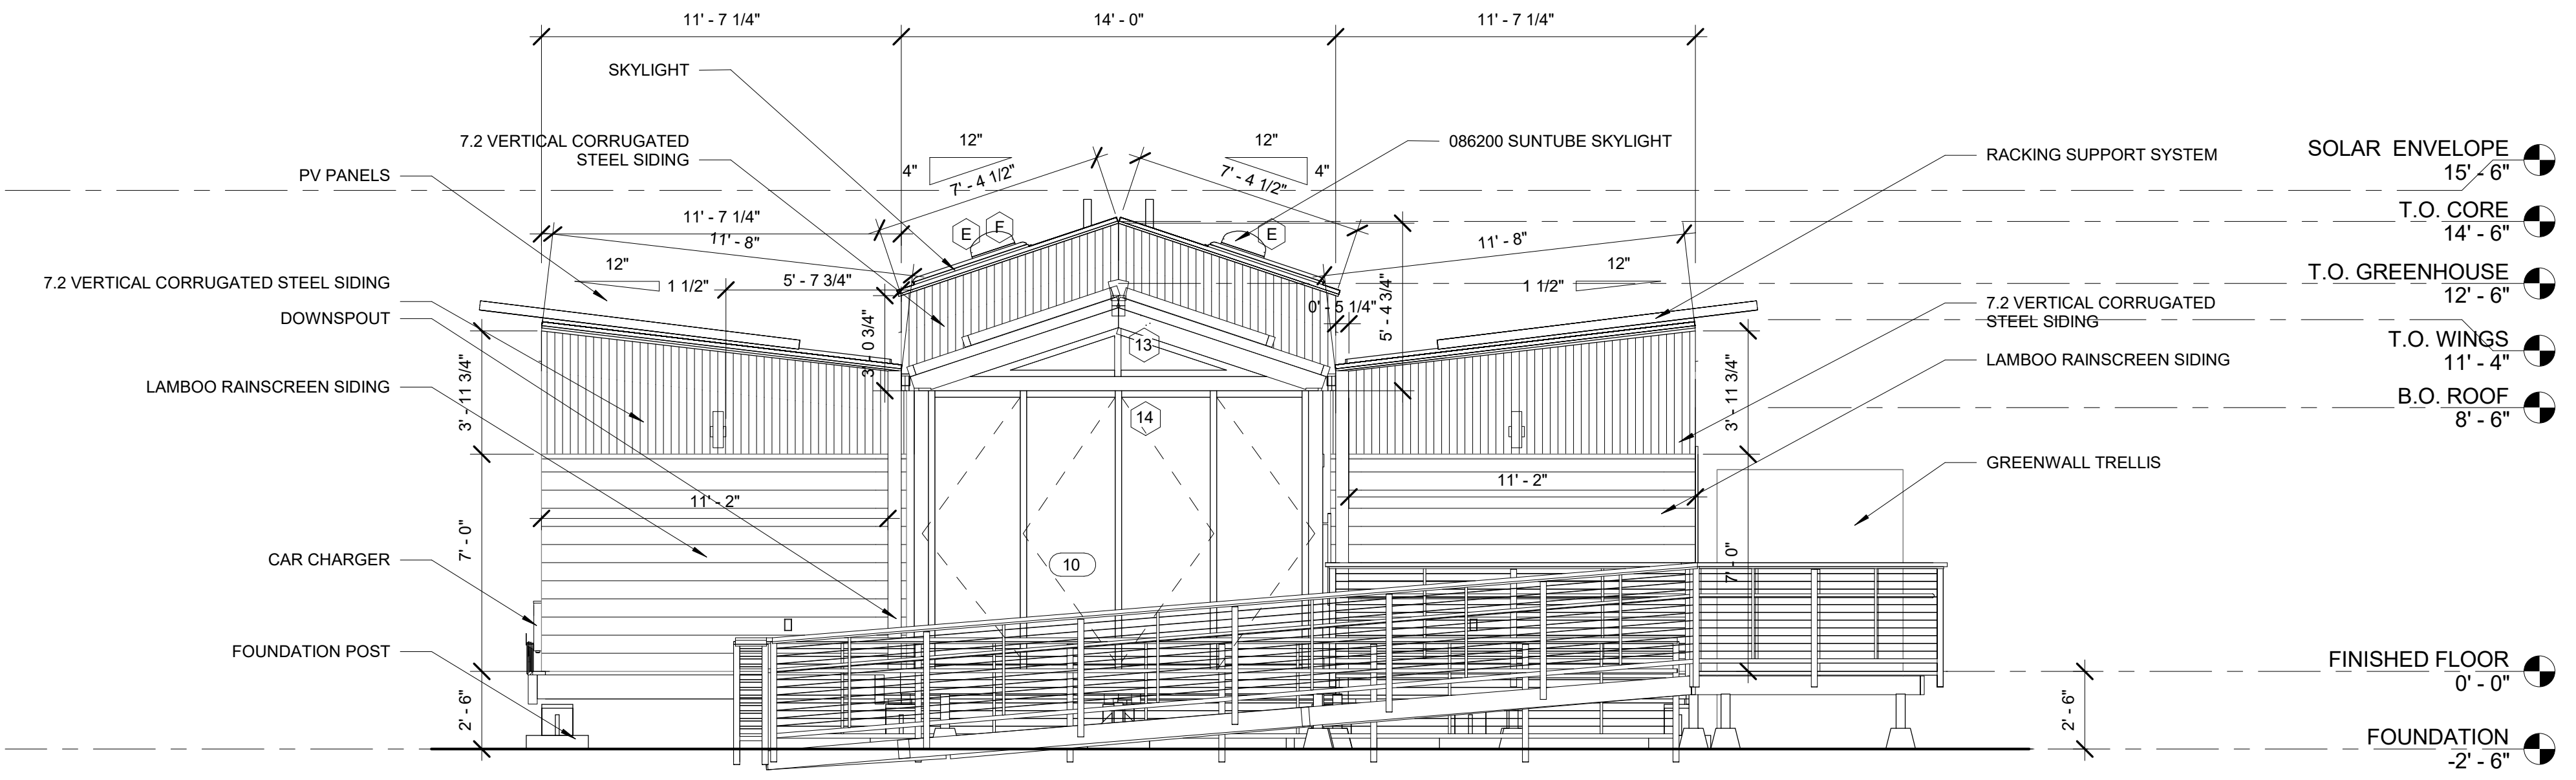 11' - 7 1/4"
14' - 0"
11' - 7 1/4"
SKYLIGHT
7.2 VERTICAL CORRUGATED
STEEL SIDING
PV PANELS
7.2 VERTICAL CORRUGATED STEEL SIDING
DOWNSPOUT
LAMBOO RAINSCREEN SIDING
CAR CHARGER
FOUNDATION POST
12"
4"
7' - 4 1/2"
12"
4"
7' - 4 1/2"
086200 SUNTUBE SKYLIGHT
11' - 7 1/4"
11' - 8"
E
F
E
11' - 8"
12"
1 1/2"
5' - 7 3/4"
12"
1 1/2"
0' - 5 1/4"
5' - 4 3/4"
3' - 0 3/4"
13
14
10
3' - 11 3/4"
7' - 0"
2' - 6"
11' - 2"
11' - 2"
3' - 11 3/4"
7' - 0"
2' - 6"
RACKING SUPPORT SYSTEM
7.2 VERTICAL CORRUGATED
STEEL SIDING
LAMBOO RAINSCREEN SIDING
GREENWALL TRELLIS
SOLAR ENVELOPE
15' - 6"
T.O. CORE
14' - 6"
T.O. GREENHOUSE
12' - 6"
T.O. WINGS
11' - 4"
B.O. ROOF
8' - 6"
FINISHED FLOOR
0' - 0"
FOUNDATION
-2' - 6"